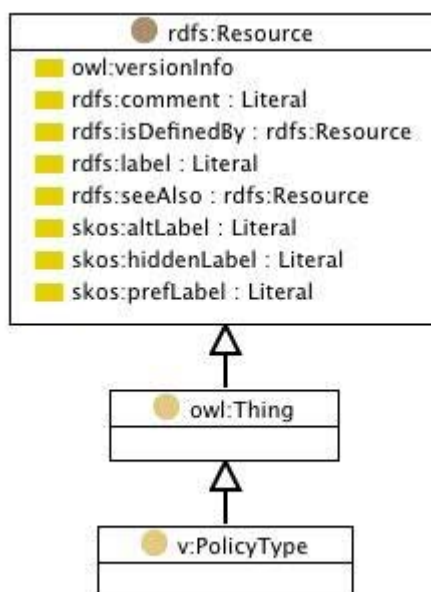 rdfs:Resource
owl:versionInfo
rdfs:comment : Literal
rdfs:isDefinedBy : rdfs:Resource
rdfs:label : Literal
rdfs:seeAlso : rdfs:Resource
skos:altLabel : Literal
skos:hiddenLabel : Literal
skos:prefLabel : Literal
owl:Thing
v:PolicyType